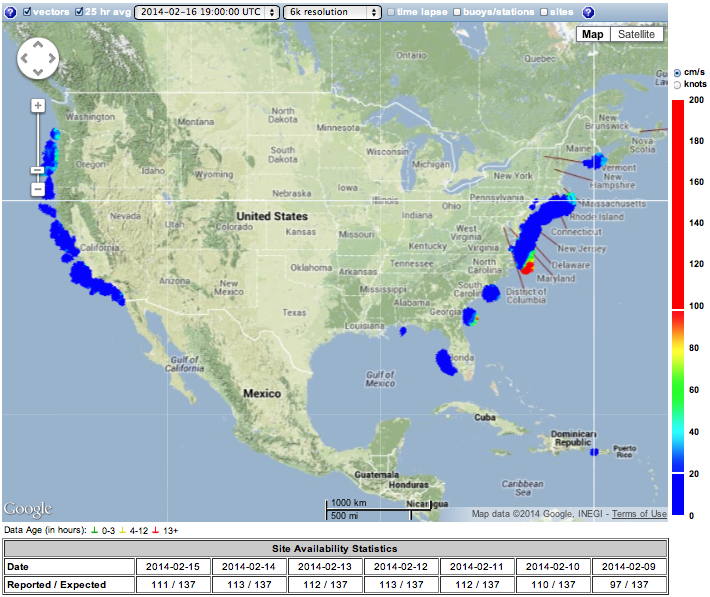 vectors 25 hr avg 2014-02-16 19:00:00 UTC 6k resolution time lapse buoys/stations sites
Map Satellite
cm/s
knots
200
180
160
140
120
100
80
60
40
20
0
Ontario
Quebec
New Brunswick
Nova Scotia
Maine
Vermont
New Hampshire
Massachusetts
Rhode Island
Connecticut
New Jersey
Delaware
Maryland
District of Columbia
Washington
Montana
North Dakota
Minnesota
Oregon
Idaho
South Dakota
Wisconsin
Michigan
New York
Wyoming
Nebraska
Iowa
Illinois
Indiana
Ohio
Pennsylvania
Nevada
Utah
Colorado
United States
Kansas
Missouri
West Virginia
Kentucky
Virginia
California
Arizona
New Mexico
Oklahoma
Arkansas
Tennessee
North Carolina
South Carolina
Mississippi
Alabama
Georgia
Texas
Louisiana
Florida
Gulf of California
Gulf of Mexico
Mexico
Cuba
Dominican Republic
Puerto Rico
Guatemala
Honduras
Nicaragua
Caribbean Sea
1000 km
500 mi
Google
Map data ©2014 Google, INEGI - Terms of Use
Data Age (in hours): 0-3 4-12 13+
Site Availability Statistics
Date 2014-02-15 2014-02-14 2014-02-13 2014-02-12 2014-02-11 2014-02-10 2014-02-09
Reported / Expected 111 / 137 113 / 137 112 / 137 113 / 137 112 / 137 110 / 137 97 / 137